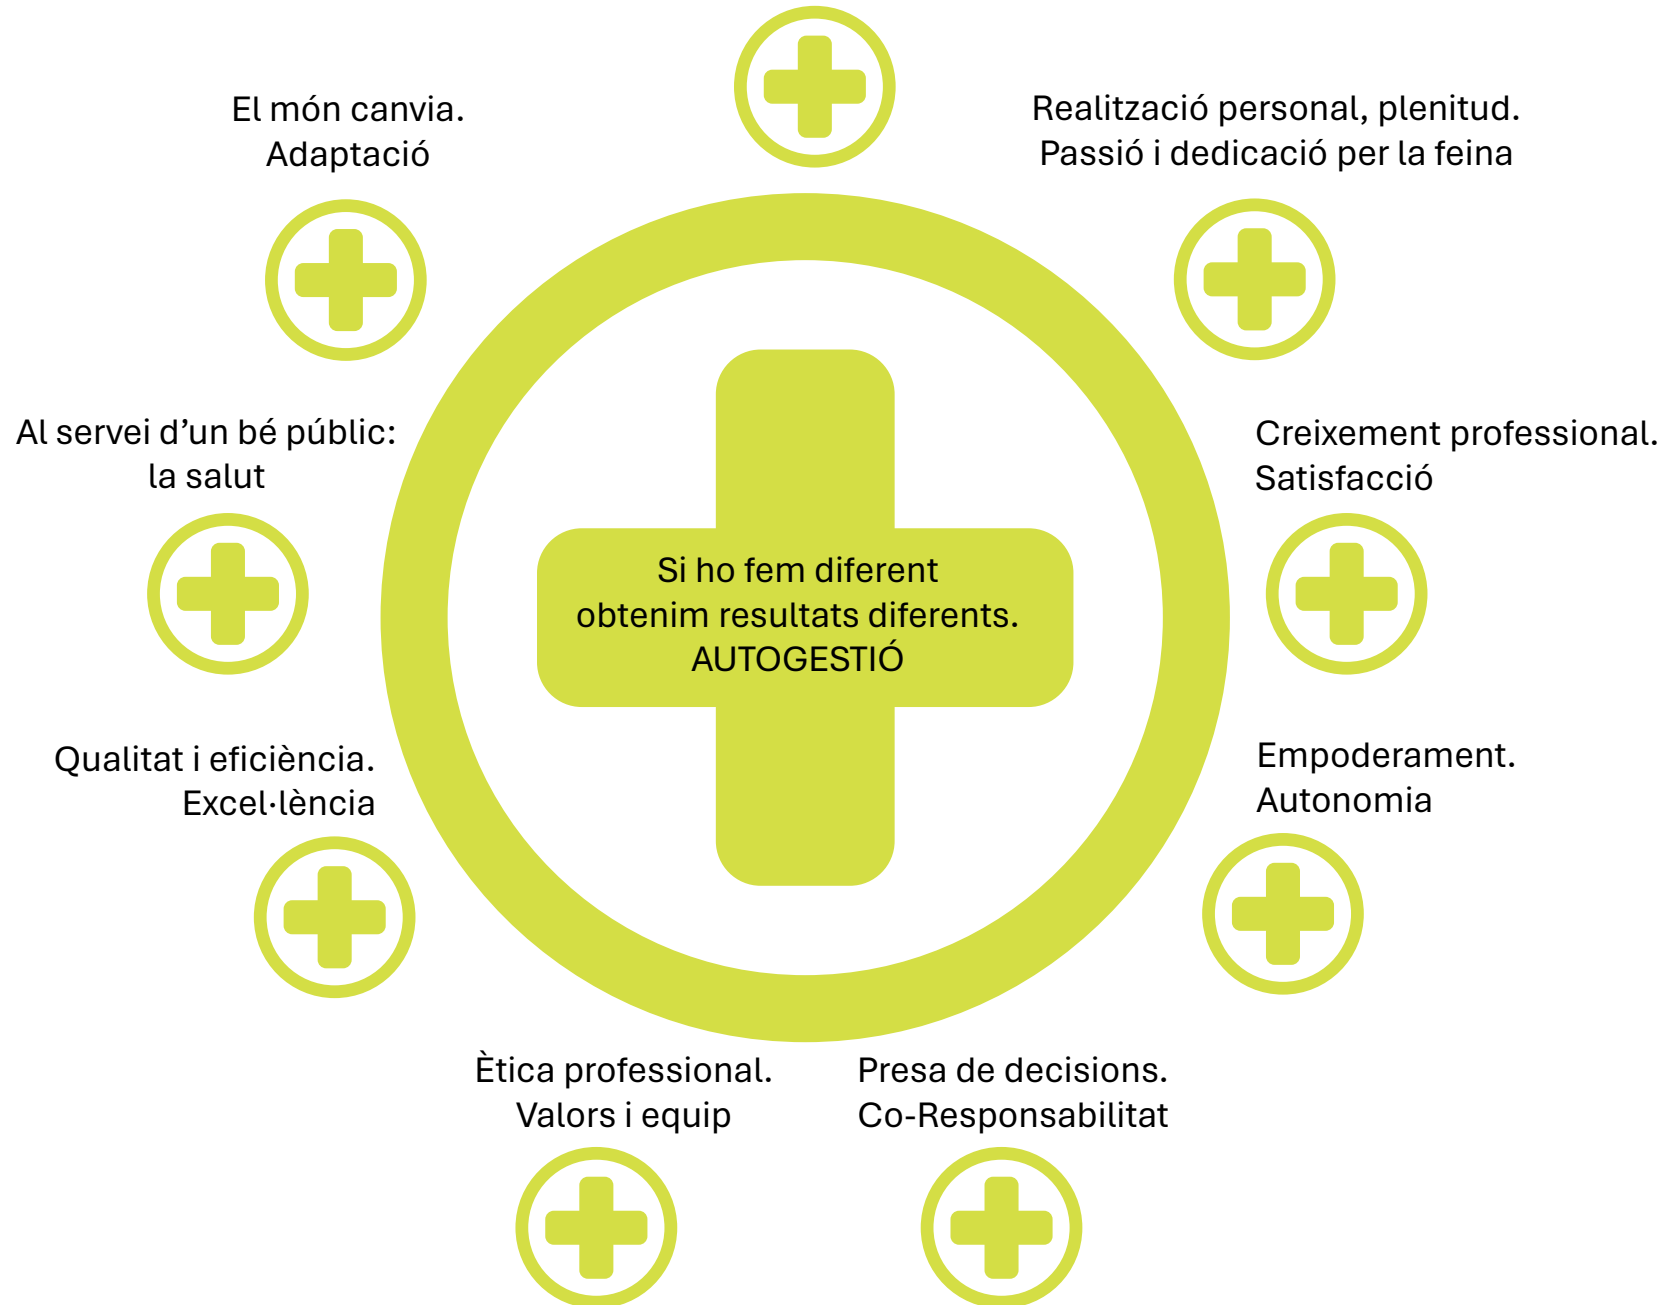 El món canvia.
Adaptació
Realització personal, plenitud.
Passió i dedicació per la feina
Al servei d’un bé públic:
la salut
Creixement professional.
Satisfacció
Si ho fem diferent
obtenim resultats diferents.
AUTOGESTIÓ
Qualitat i eficiència.
Excel·lència
Empoderament.
Autonomia
Ètica professional.
Valors i equip
Presa de decisions.
Co-Responsabilitat